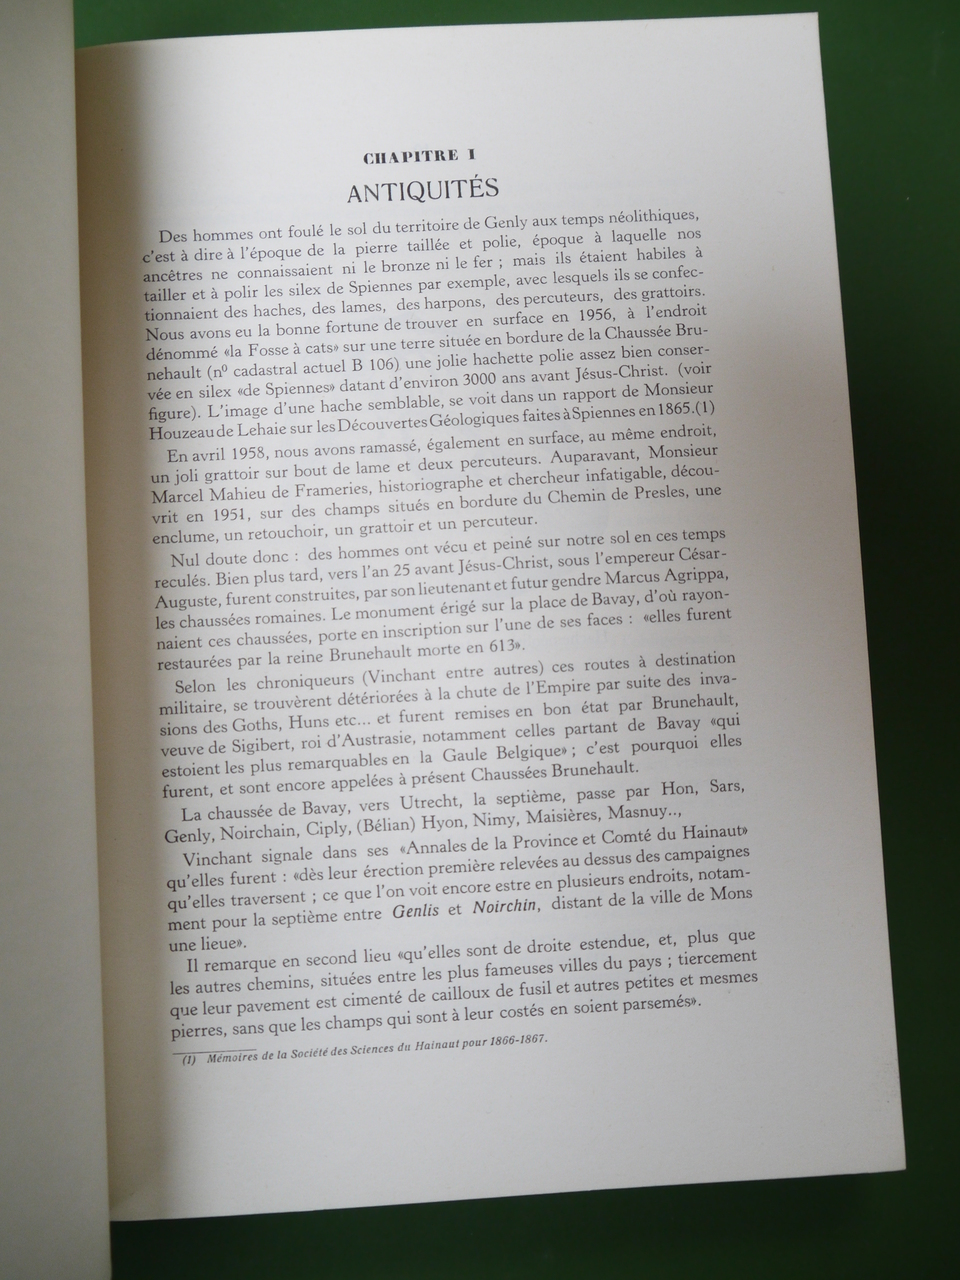 CHAPITRE I
ANTIQUITÉS
Des hommes ont foulé le sol du territoire de Genly aux temps néolithiques,
c'est à dire à l'époque de la pierre taillée et polie, époque à laquelle nos
ancêtres ne connaissaient ni le bronze ni le fer ; mais ils étaient habiles à
tailler et à polir les silex de Spiennes par exemple, avec lesquels ils se confec-
tionnaient des haches, des lames, des harpons, des percuteurs, des grattoirs.
Nous avons eu la bonne fortune de trouver en surface en 1956, à l'endroit
dénommé «la Fosse à cats» sur une terre située en bordure de la Chaussée Bru-
nehault (nº cadastral actuel B 106) une jolie hachette polie assez bien conser-
vée en silex «de Spiennes» datant d'environ 3000 ans avant Jésus-Christ. (voir
figure). L'image d'une hache semblable, se voit dans un rapport de Monsieur
Houzeau de Lehaie sur les Découvertes Géologiques faites à Spiennes en 1865.(1)
En avril 1958, nous avons ramassé, également en surface, au même endroit,
un joli grattoir sur bout de lame et deux percuteurs. Auparavant, Monsieur
Marcel Mahieu de Frameries, historiographe et chercheur infatigable, décou-
vrit en 1951, sur des champs situés en bordure du Chemin de Presles, une
enclume, un retouchoir, un grattoir et un percuteur.
Nul doute donc : des hommes ont vécu et peiné sur notre sol en ces temps
reculés. Bien plus tard, vers l'an 25 avant Jésus-Christ, sous l'empereur César-
Auguste, furent construites, par son lieutenant et futur gendre Marcus Agrippa,
les chaussées romaines. Le monument érigé sur la place de Bavay, d'où rayon-
naient ces chaussées, porte en inscription sur l'une de ses faces : «elles furent
restaurées par la reine Brunehault morte en 613».
Selon les chroniqueurs (Vinchant entre autres) ces routes à destination
militaire, se trouvèrent détériorées à la chute de l'Empire par suite des inva-
sions des Goths, Huns etc... et furent remises en bon état par Brunehault,
veuve de Sigibert, roi d'Austrasie, notamment celles partant de Bavay «qui
estoient les plus remarquables en la Gaule Belgique» ; c'est pourquoi elles
furent, et sont encore appelées à présent Chaussées Brunehault.
La chaussée de Bavay, vers Utrecht, la septième, passe par Hon, Sars,
Genly, Noirchain, Ciply, (Bélian) Hyon, Nimy, Maisières, Masnuy..,
Vinchant signale dans ses «Annales de la Province et Comté du Hainaut»
qu'elles furent : «dès leur érection première relevées au dessus des campagnes
qu'elles traversent ; ce que l'on voit encore estre en plusieurs endroits, notam-
ment pour la septième entre Genlis et Noirchin, distant de la ville de Mons
une lieue».
Il remarque en second lieu «qu'elles sont de droite estendue, et, plus que
les autres chemins, situées entre les plus fameuses villes du pays ; tiercement
que leur pavement est cimenté de cailloux de fusil et autres petites et mesmes
pierres, sans que les champs qui sont à leur costés en soient parsemés».
(1) Mémoires de la Société des Sciences du Hainaut pour 1866-1867.